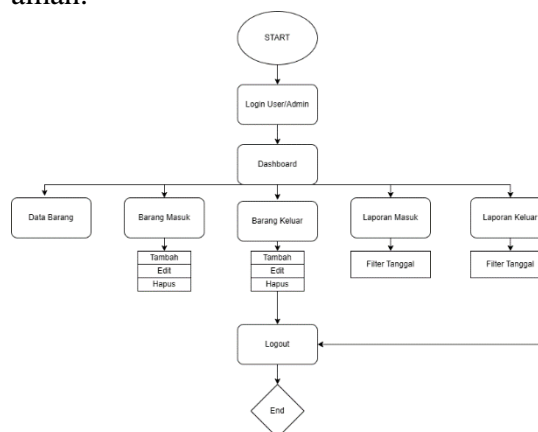 aman.
START
Login User/Admin
Dashboard
Data Barang
Barang Masuk
Barang Keluar
Laporan Masuk
Laporan Keluar
Tambah
Edit
Hapus
Tambah
Edit
Hapus
Filter Tanggal
Filter Tanggal
Logout
End